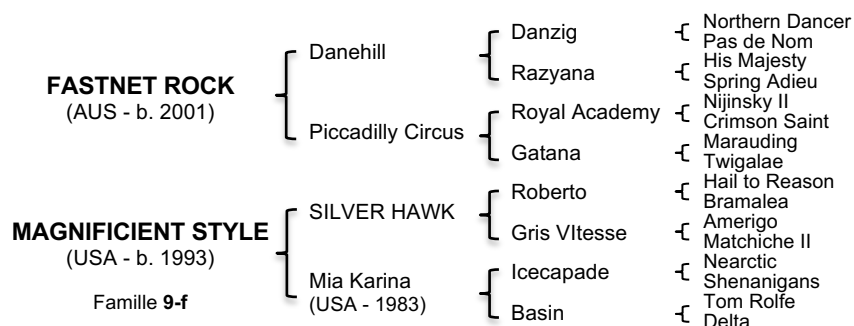 FASTNET ROCK
(AUS - b. 2001)
Danehill
Danzig
Northern Dancer
Pas de Nom
Razyana
His Majesty
Spring Adieu
Piccadilly Circus
Royal Academy
Nijinsky II
Crimson Saint
Gatana
Marauding
Twigalae
MAGNIFICIENT STYLE
(USA - b. 1993)
Famille 9-f
SILVER HAWK
Roberto
Hail to Reason
Bramalea
Gris VItesse
Amerigo
Matchiche II
Mia Karina
(USA - 1983)
Icecapade
Nearctic
Shenanigans
Basin
Tom Rolfe
Delta